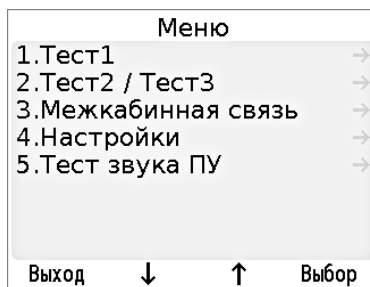 Меню
1.Тест1 →
2.Тест2 / Тест3 →
3.Межкабинная связь →
4.Настройки →
5.Тест звука ПУ →
Выход ↓ ↑ Выбор